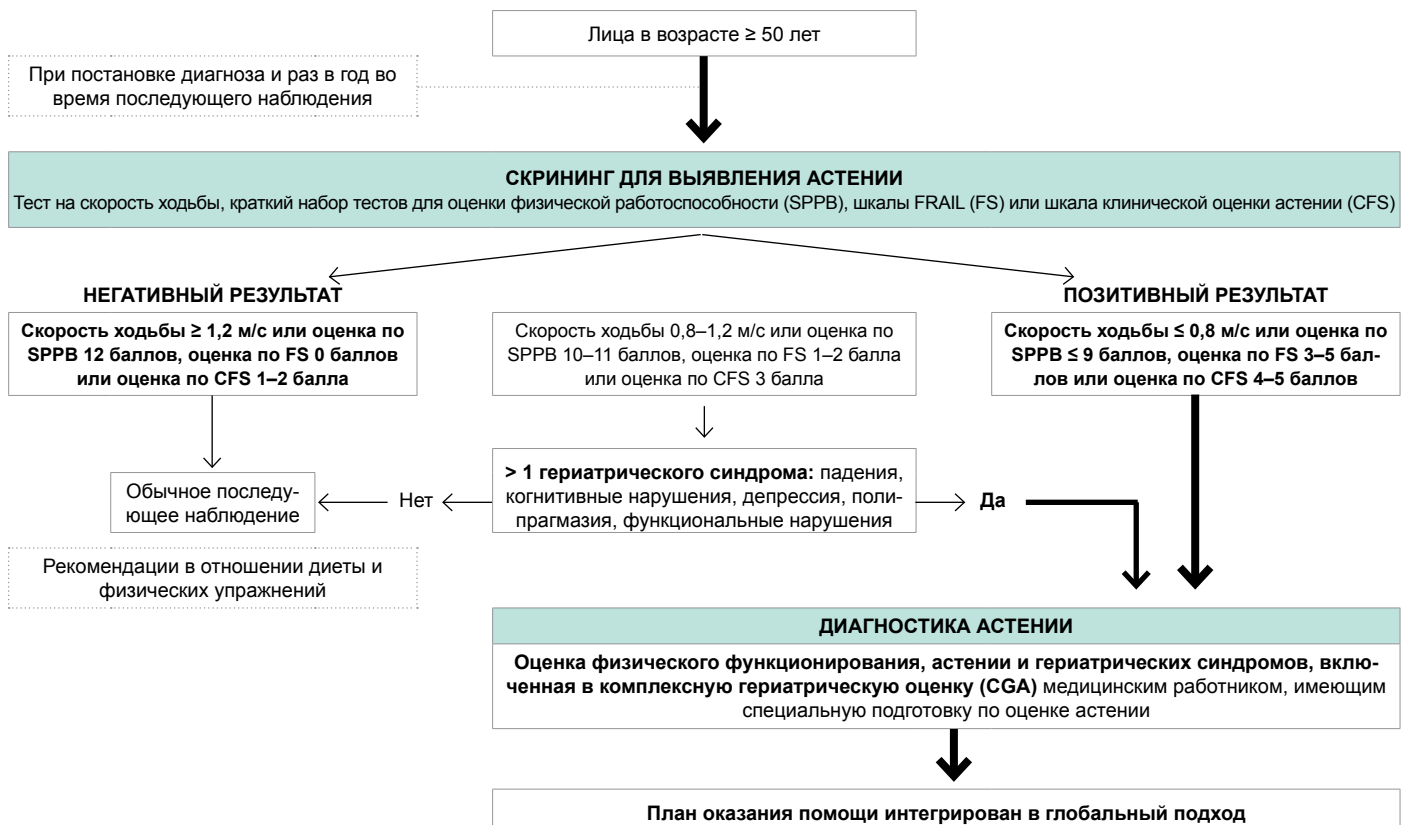 Лица в возрасте ≥ 50 лет
При постановке диагноза и раз в год во
время последующего наблюдения
СКРИНИНГ ДЛЯ ВЫЯВЛЕНИЯ АСТЕНИИ
Тест на скорость ходьбы, краткий набор тестов для оценки физической работоспособности (SPPB), шкалы FRAIL (FS) или шкала клинической оценки астении (CFS)
НЕГАТИВНЫЙ РЕЗУЛЬТАТ
Скорость ходьбы ≥ 1,2 м/с или оценка по
SPPB 12 баллов, оценка по FS 0 баллов
или оценка по CFS 1–2 балла
Скорость ходьбы 0,8–1,2 м/с или оценка по
SPPB 10–11 баллов, оценка по FS 1–2 балла
или оценка по CFS 3 балла
ПОЗИТИВНЫЙ РЕЗУЛЬТАТ
Скорость ходьбы ≤ 0,8 м/с или оценка по
SPPB ≤ 9 баллов, оценка по FS 3–5 бал-
лов или оценка по CFS 4–5 баллов
Обычное последу-
ющее наблюдение
Нет
> 1 гериатрического синдрома: падения,
когнитивные нарушения, депрессия, поли-
прагмазия, функциональные нарушения
Да
Рекомендации в отношении диеты и
физических упражнений
ДИАГНОСТИКА АСТЕНИИ
Оценка физического функционирования, астении и гериатрических синдромов, вклю-
ченная в комплексную гериатрическую оценку (CGA) медицинским работником, имеющим
специальную подготовку по оценке астении
План оказания помощи интегрирован в глобальный подход